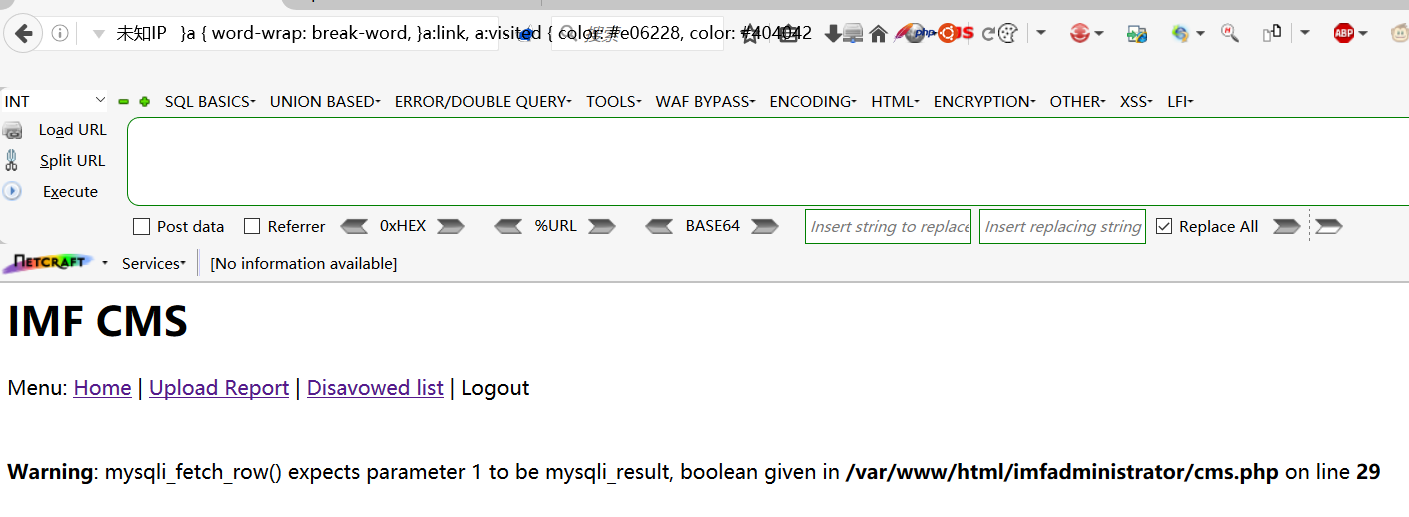 未知IP }a { word-wrap: break-word, }a:link, a:visited { color: #e06228, color: #404042
INT SQL BASICS UNION BASED ERROR/DOUBLE QUERY TOOLS WAF BYPASS ENCODING HTML ENCRYPTION OTHER XSS LFI
Load URL
Split URL
Execute
Post data Referrer 0xHEX %URL BASE64 Insert string to replace Insert replacing string Replace All
NETCRAFT Services [No information available]
IMF CMS
Menu: Home | Upload Report | Disavowed list | Logout
Warning: mysqli_fetch_row() expects parameter 1 to be mysqli_result, boolean given in /var/www/html/imfadministrator/cms.php on line 29